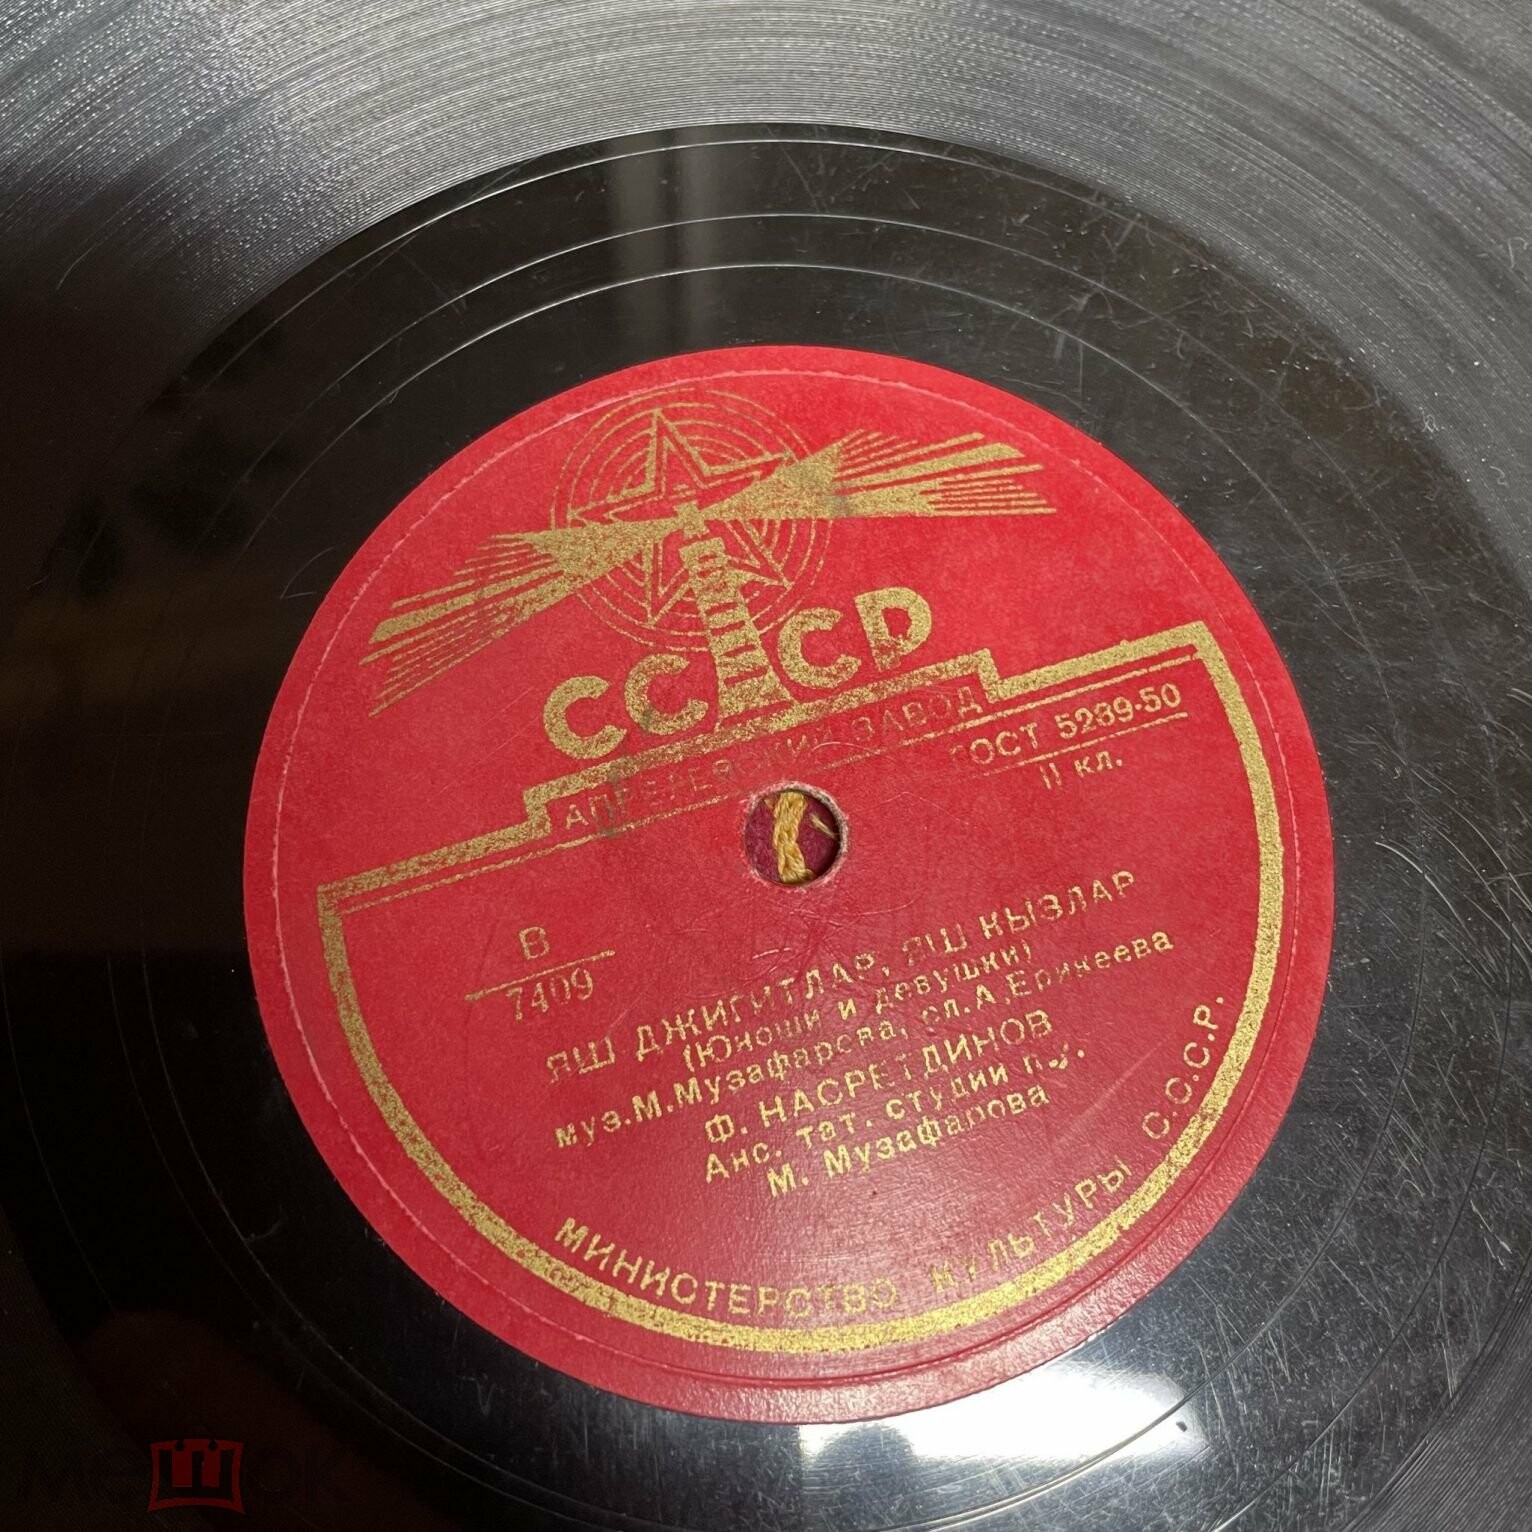 СССР
АПРЕЛЕВСКИЙ ЗАВОД
ГОСТ 5289-50
II кл.
В
7409
ЯШ ДЖИГИТЛАР, ЯШ КЫЗЛАР
(Юноши и девушки)
муз.М.Музафарова, сл.А.Ерикеева
Ф. НАСРЕТДИНОВ
Анс. тат. студии п/у.
М. Музафарова
МИНИСТЕРСТВО КУЛЬТУРЫ С.С.С.Р.
мешок